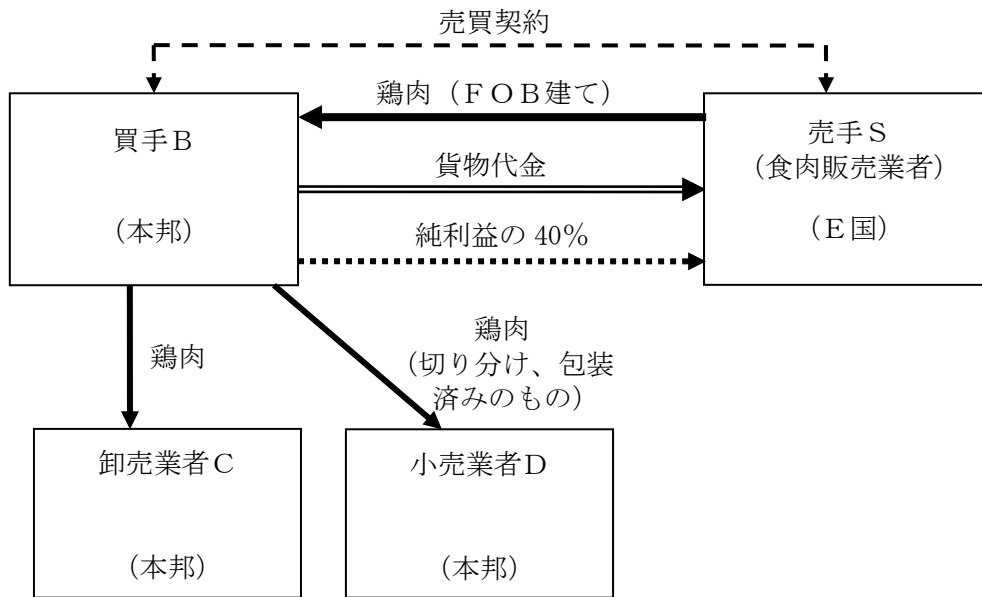 売買契約
鶏肉（ＦＯＢ建て）
買手Ｂ
（本邦）
売手Ｓ
（食肉販売業者）
（Ｅ国）
貨物代金
純利益の 40％
鶏肉
鶏肉
（切り分け、包装
済みのもの）
卸売業者Ｃ
（本邦）
小売業者Ｄ
（本邦）